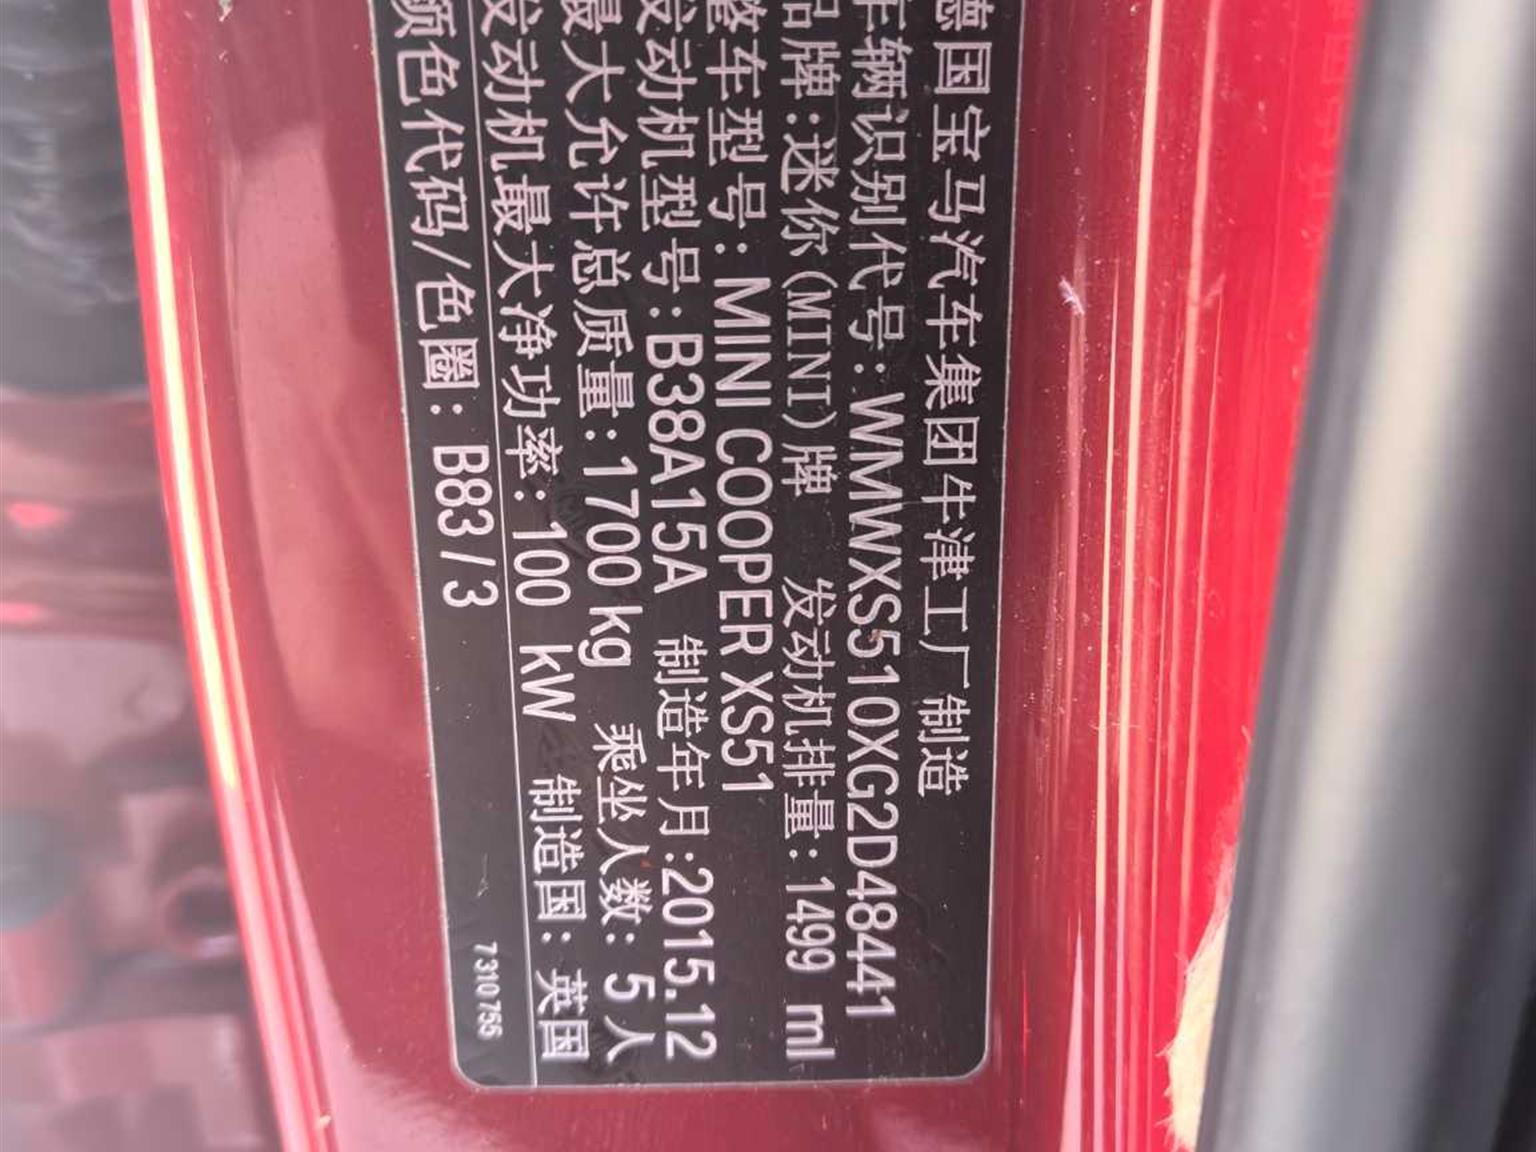 德国宝马汽车集团牛津工厂制造
车辆识别代号: WMWXS510XG2D48441
品牌:迷你(MINI)牌 发动机排量: 1499 ml
整车型号: MINI COOPER XS51
发动机型号: B38A15A 制造年月:2015.12
最大允许总质量: 1700 kg 乘坐人数: 5 人
发动机最大净功率: 100 kW 制造国: 英国
颜色代码/色圈: B83 / 3
7310755